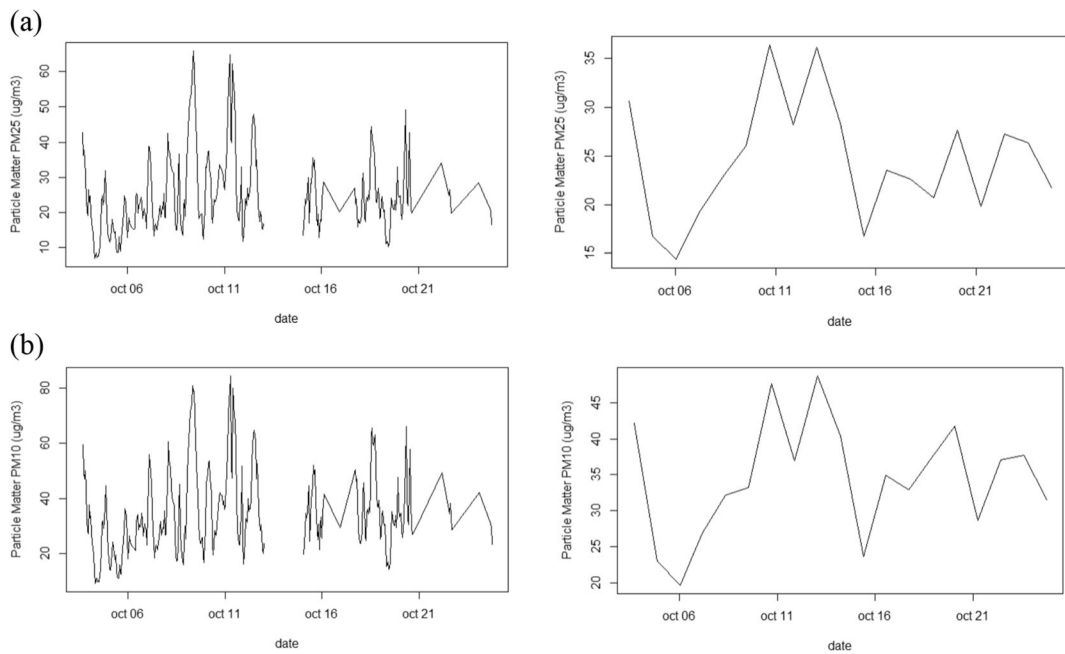 (a)
Particle Matter PM25 (ug/m3)
60
50
40
30
20
10
oct 06 oct 11 oct 16 oct 21
date
Particle Matter PM25 (ug/m3)
35
30
25
20
15
oct 06 oct 11 oct 16 oct 21
date
(b)
Particle Matter PM10 (ug/m3)
80
60
40
20
oct 06 oct 11 oct 16 oct 21
date
Particle Matter PM10 (ug/m3)
45
40
35
30
25
20
oct 06 oct 11 oct 16 oct 21
date